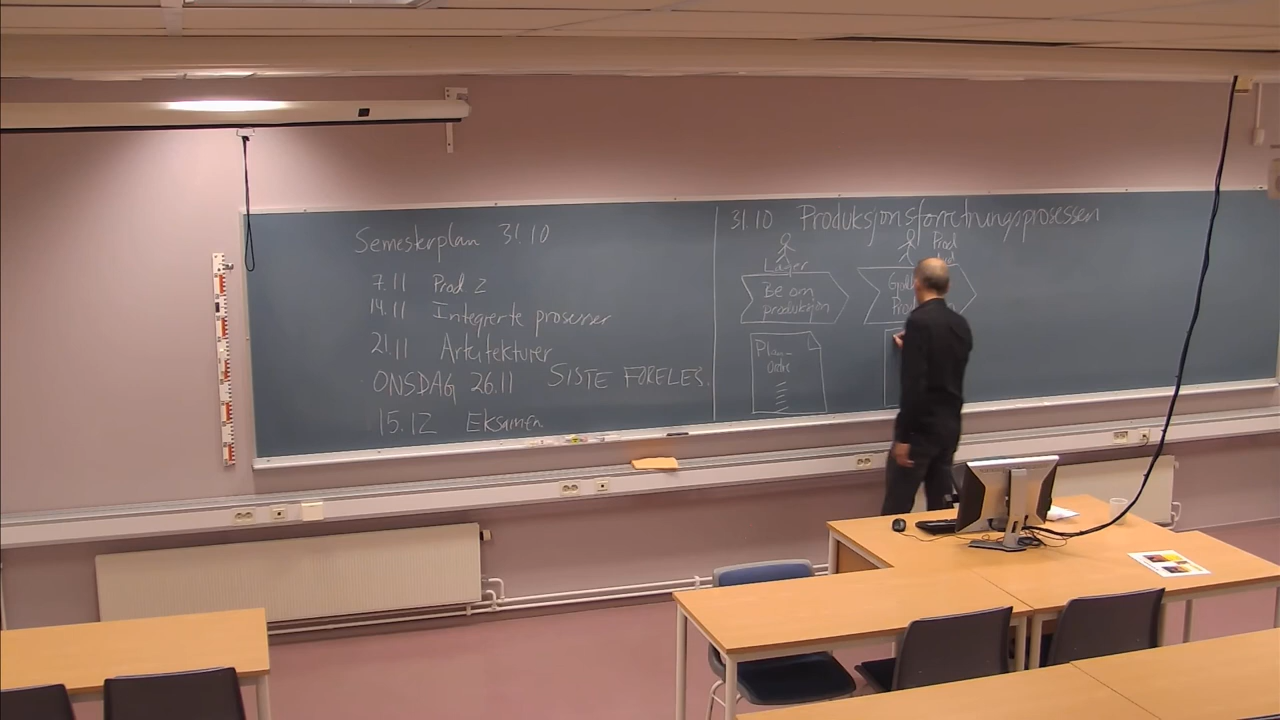 Semesterplan 31.10
7.11 Prod 2
14.11 Integrerte prosesser
21.11 Arkitekturer
ONSDAG 26.11 SISTE FORELES.
15.12 Eksamen
31.10 Produksjonsforretningsprosessen
Lager
Be om
produksjon
Plan-
ordre
Prod